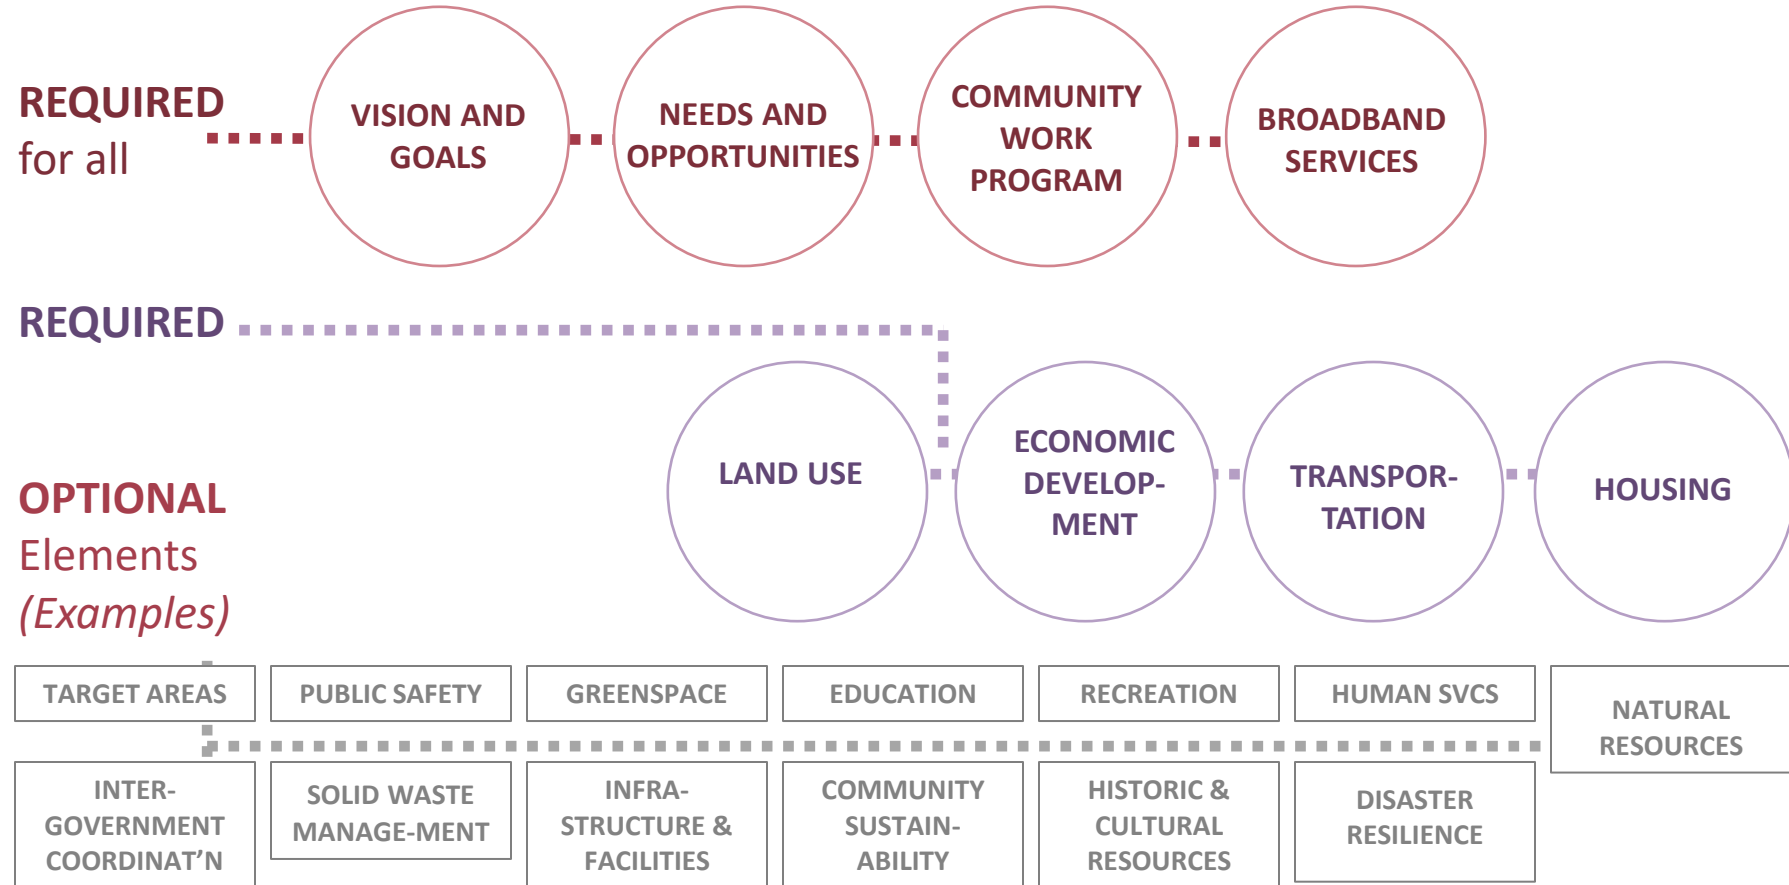 REQUIRED
for all
VISION AND
GOALS
NEEDS AND
OPPORTUNITIES
COMMUNITY
WORK
PROGRAM
BROADBAND
SERVICES
REQUIRED
LAND USE
ECONOMIC
DEVELOP-
MENT
TRANSPOR-
TATION
HOUSING
OPTIONAL
Elements
(Examples)
TARGET AREAS
PUBLIC SAFETY
GREENSPACE
EDUCATION
RECREATION
HUMAN SVCS
NATURAL
RESOURCES
INTER-
GOVERNMENT
COORDINAT’N
SOLID WASTE
MANAGE-MENT
INFRA-
STRUCTURE &
FACILITIES
COMMUNITY
SUSTAIN-
ABILITY
HISTORIC &
CULTURAL
RESOURCES
DISASTER
RESILIENCE